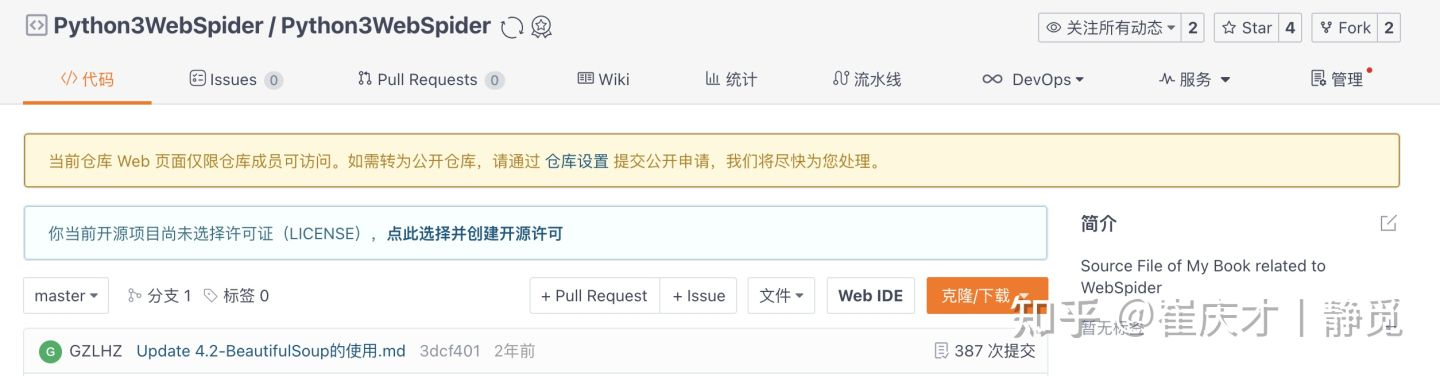 Python3WebSpider / Python3WebSpider
关注所有动态 2 Star 4 Fork 2
代码 Issues 0 Pull Requests 0 Wiki 统计 流水线 DevOps 服务 管理
当前仓库 Web 页面仅限仓库成员可访问。如需转为公开仓库，请通过 仓库设置 提交公开申请，我们将尽快为您处理。
你当前开源项目尚未选择许可证（LICENSE），点此选择并创建开源许可
简介
Source File of My Book related to
WebSpider
暂无标签
master 分支 1 标签 0 + Pull Request + Issue 文件 Web IDE 克隆/下载
G GZLHZ Update 4.2-BeautifulSoup的使用.md 3dcf401 2年前 387 次提交
知乎 @崔庆才丨静觅